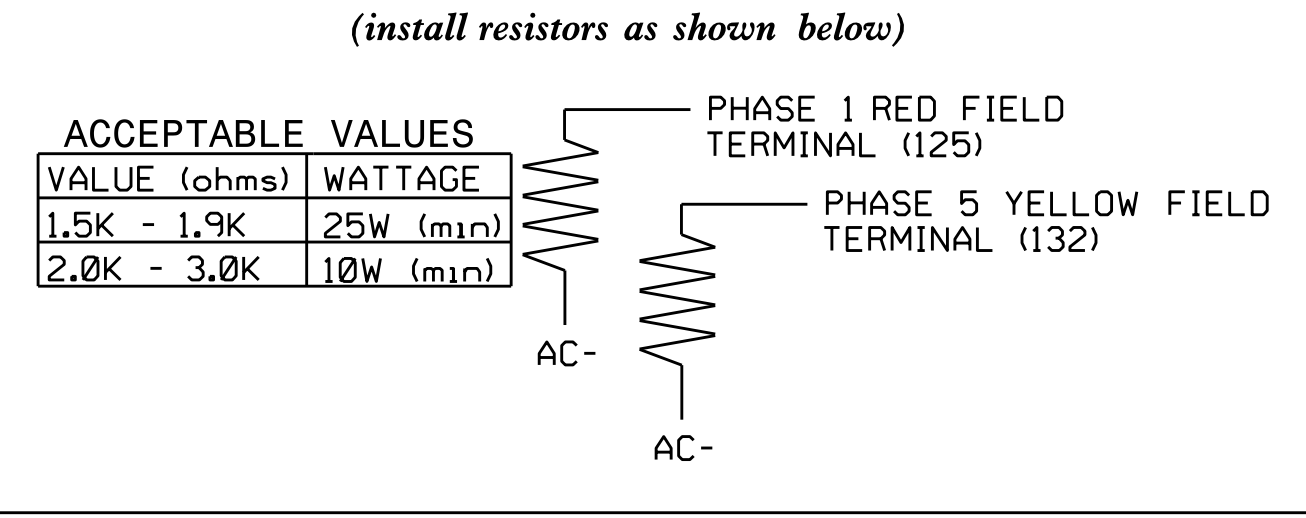 (install resistors as shown below)
ACCEPTABLE VALUES
VALUE (ohms) WATTAGE
1.5K - 1.9K 25W (min)
2.0K - 3.0K 10W (min)
PHASE 1 RED FIELD
TERMINAL (125)
AC-
PHASE 5 YELLOW FIELD
TERMINAL (132)
AC-